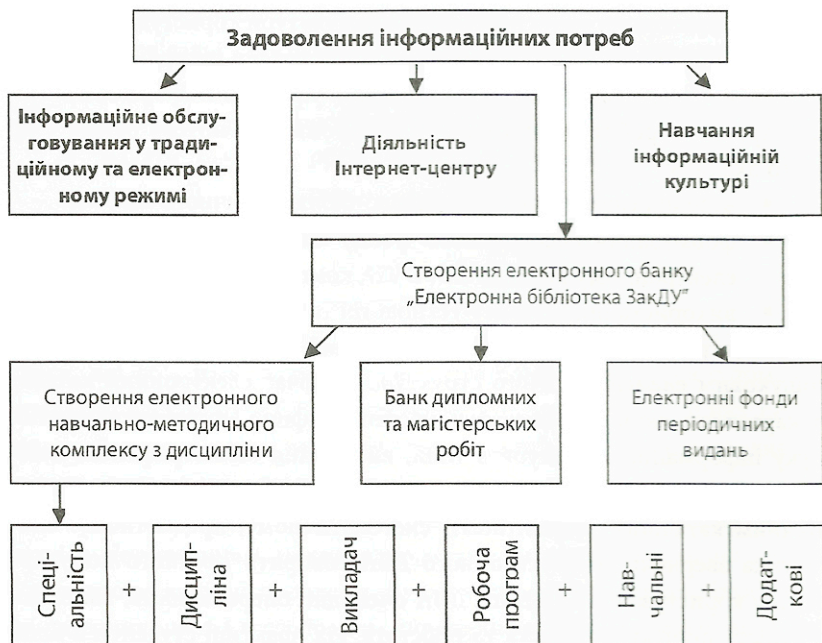 Задоволення інформаційних потреб
Інформаційне обслу-
говування у тради-
ційному та електрон-
ному режимі
Діяльність
Інтернет-центру
Навчання
інформаційній
культурі
Створення електронного банку
„Електронна бібліотека ЗакДУ”
Створення електронного
навчально-методичного
комплексу з дисципліни
Банк дипломних
та магістерських
робіт
Електронні фонди
періодичних
видань
Спеці-
альність
+
Дисцип-
ліна
+
Викладач
+
Робоча
програм
+
Нав-
чальні
+
Додат-
кові